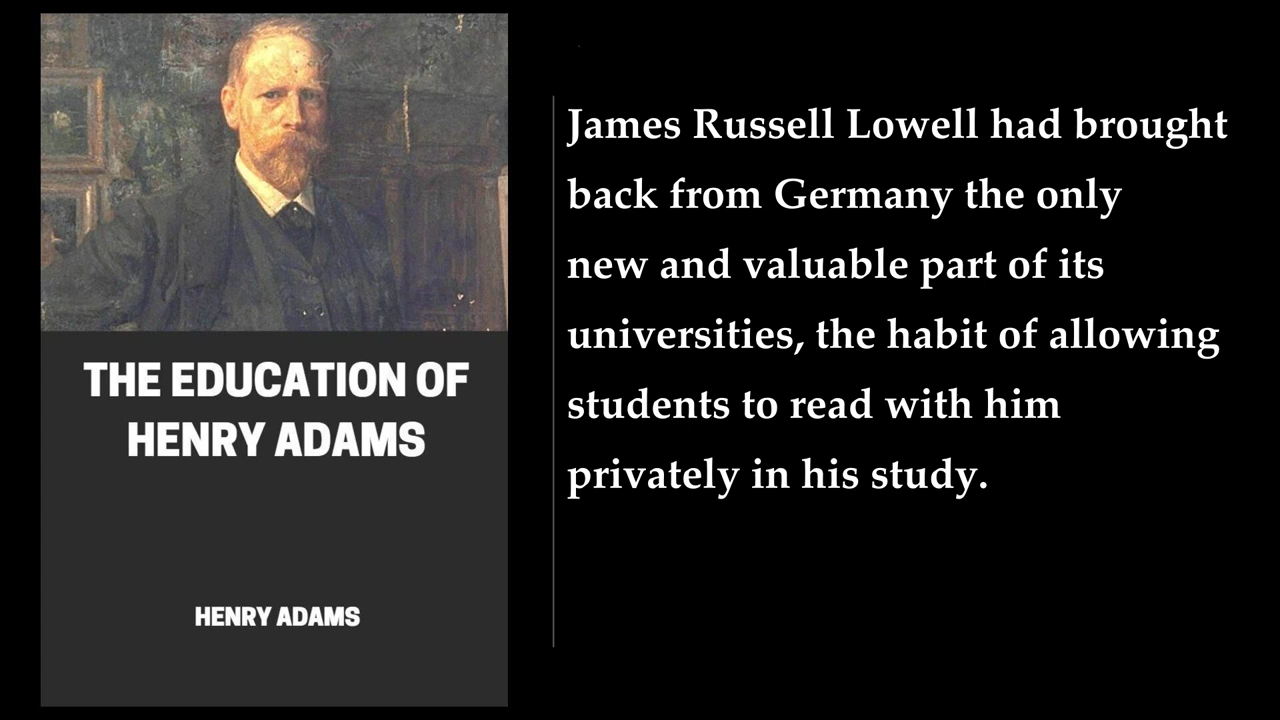 THE EDUCATION OF
HENRY ADAMS
HENRY ADAMS
James Russell Lowell had brought
back from Germany the only
new and valuable part of its
universities, the habit of allowing
students to read with him
privately in his study.